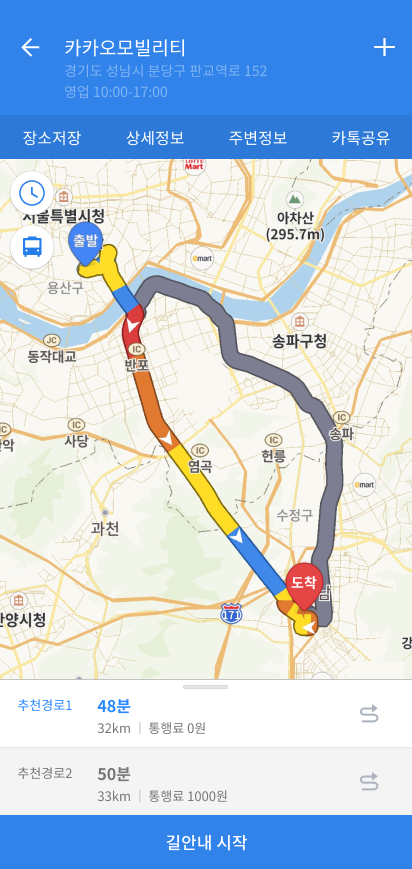 카카오모빌리티
경기도 성남시 분당구 판교역로 152
영업 10:00-17:00
장소저장 상세정보 주변정보 카톡공유
LOTTE
Mart
서울특별시청
아차산
(295.7m)
출발
emart
용산구
JC
동작대교
송파구청
IC
반포
IC
사당
IC
염곡
IC
헌릉
IC
송파
emart
과천
수정구
도착
171
안양시청
추천경로1 48분
32km | 통행료 0원
추천경로2 50분
33km | 통행료 1000원
길안내 시작